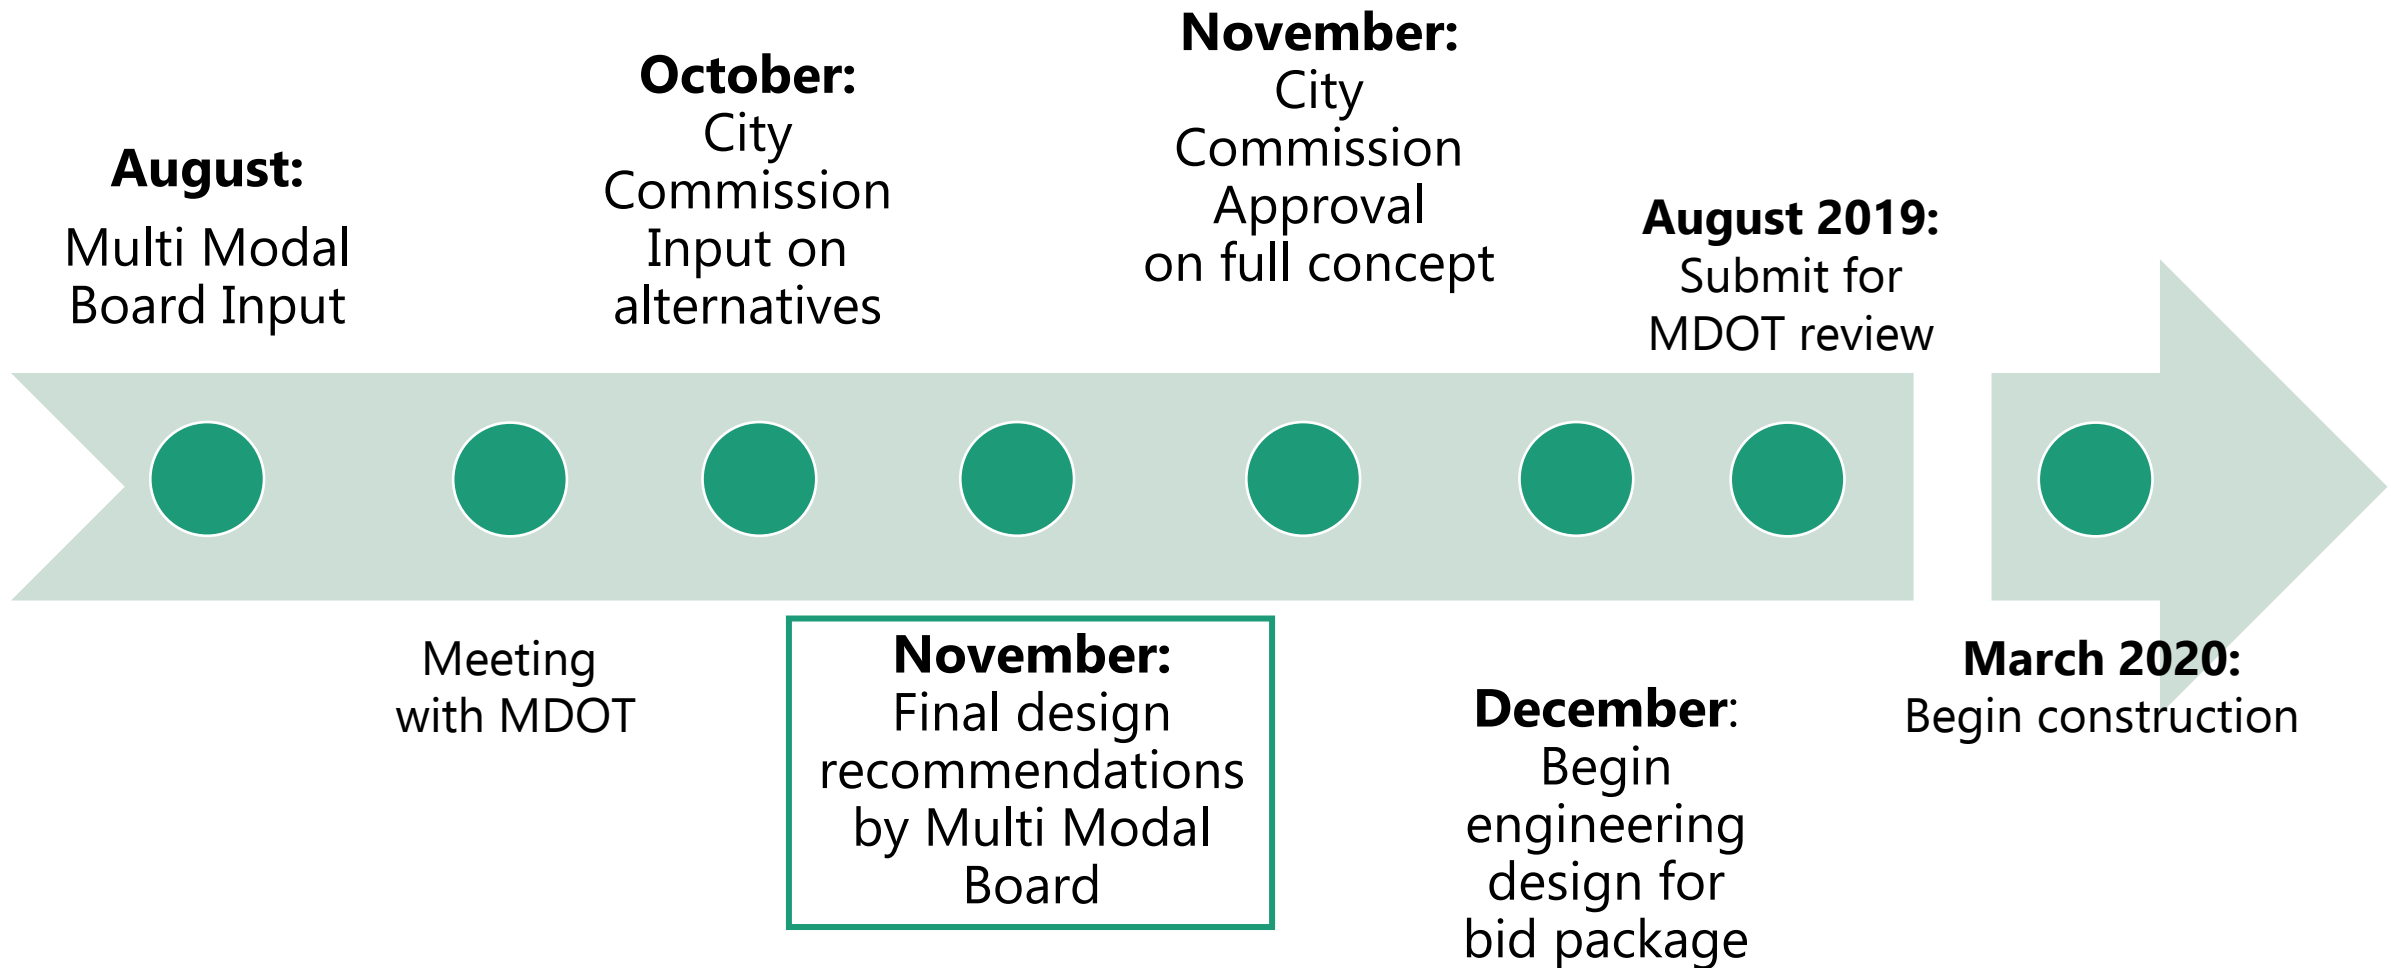 August:
Multi Modal
Board Input
Meeting
with MDOT
October:
City
Commission
Input on
alternatives
November:
Final design
recommendations
by Multi Modal
Board
November:
City
Commission
Approval
on full concept
December:
Begin
engineering
design for
bid package
August 2019:
Submit for
MDOT review
March 2020:
Begin construction